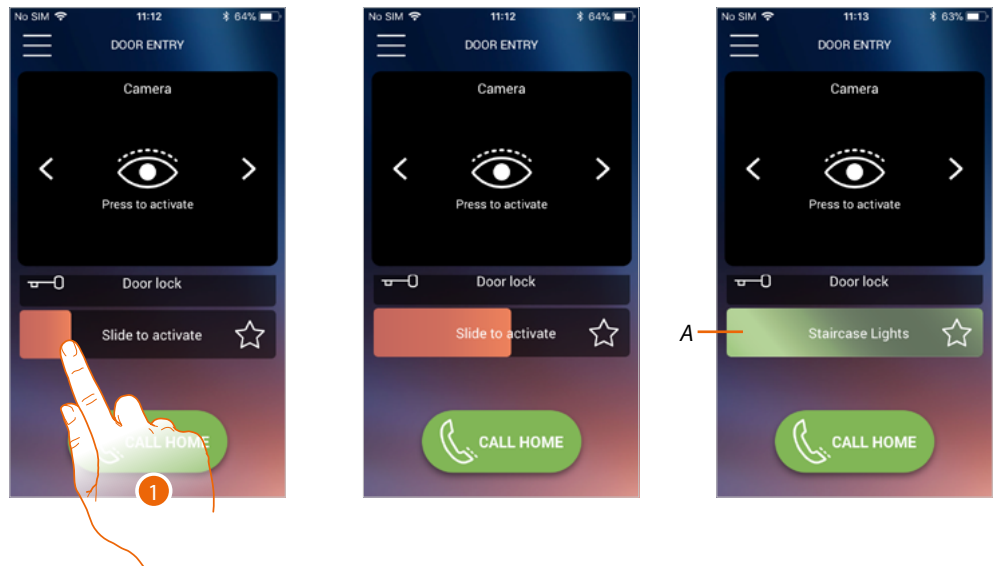 No SIM 11:12 64%
DOOR ENTRY
Camera
Press to activate
Door lock
Slide to activate
CALL HOME
1
No SIM 11:12 64%
DOOR ENTRY
Camera
Press to activate
Door lock
Slide to activate
CALL HOME
No SIM 11:13 63%
DOOR ENTRY
Camera
Press to activate
Door lock
A
Staircase Lights
CALL HOME